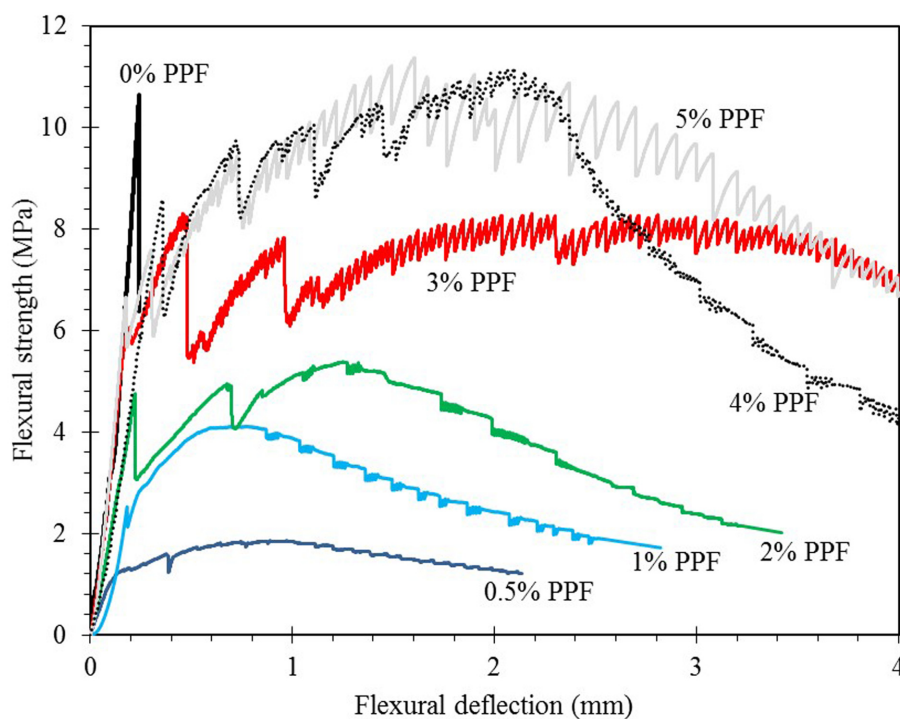 12
10
8
6
4
2
0
0
1
2
3
4
Flexural strength (MPa)
Flexural deflection (mm)
0% PPF
5% PPF
3% PPF
4% PPF
2% PPF
1% PPF
0.5% PPF